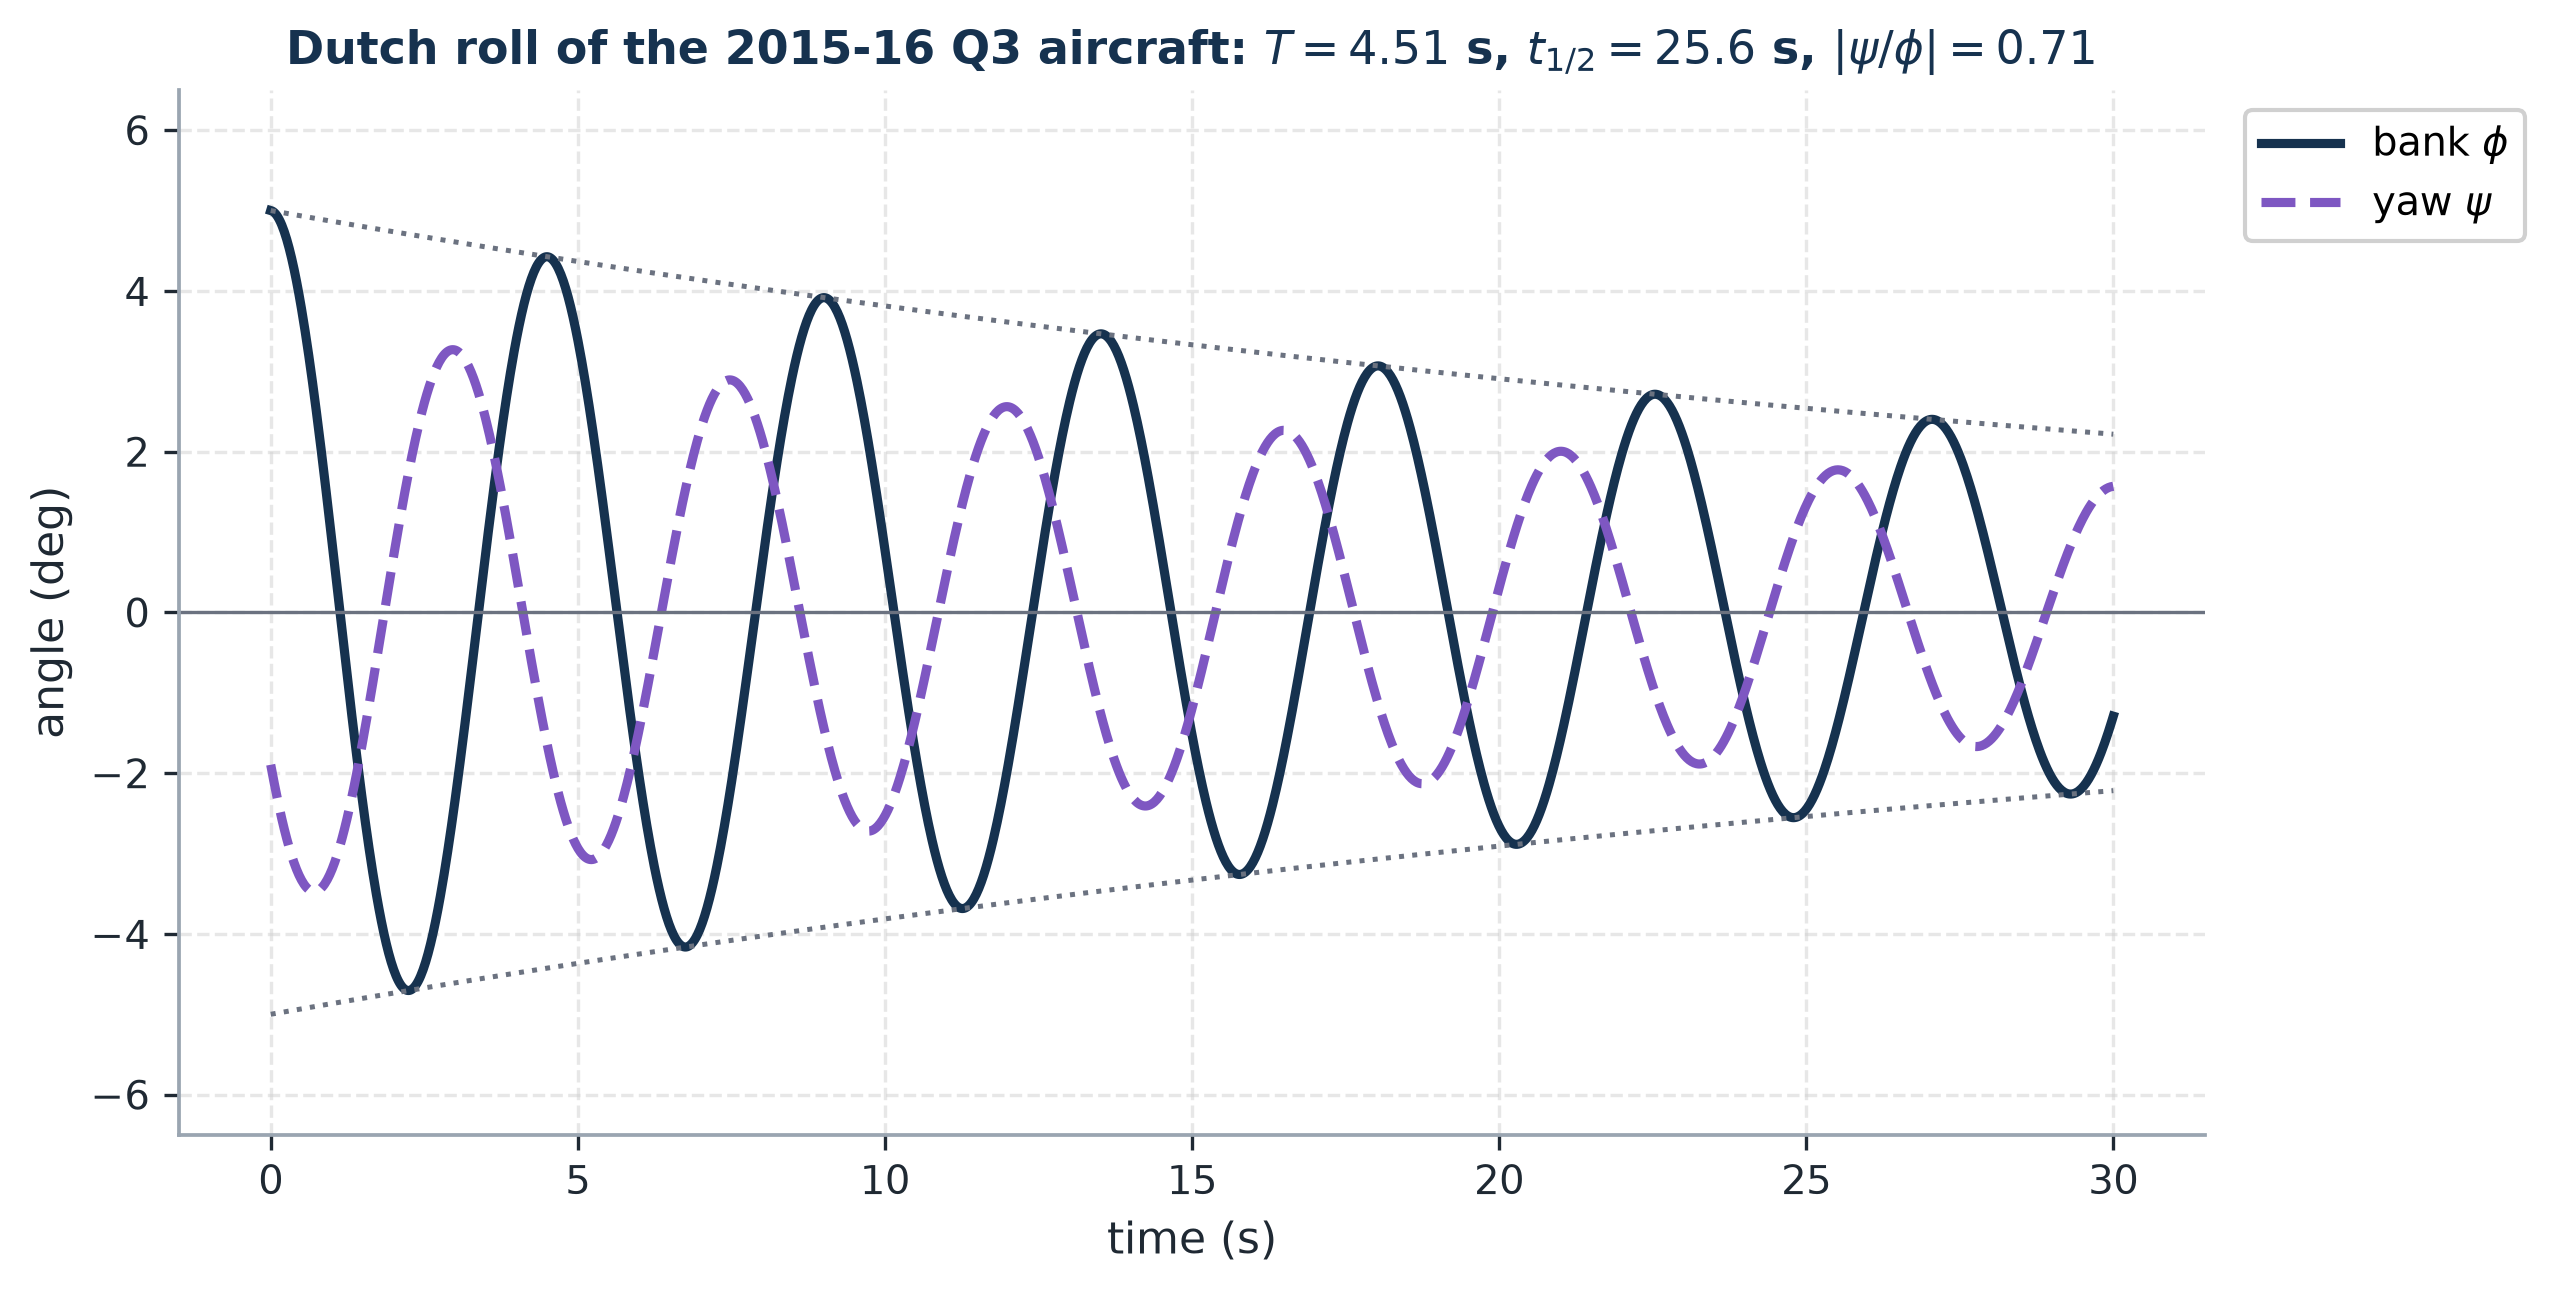 Dutch roll of the 2015-16 Q3 aircraft: T = 4.51 s, t1/2 = 25.6 s, |ψ/ϕ| = 0.71
bank ϕ
yaw ψ
6
4
2
0
−2
−4
−6
angle (deg)
0 5 10 15 20 25 30
time (s)